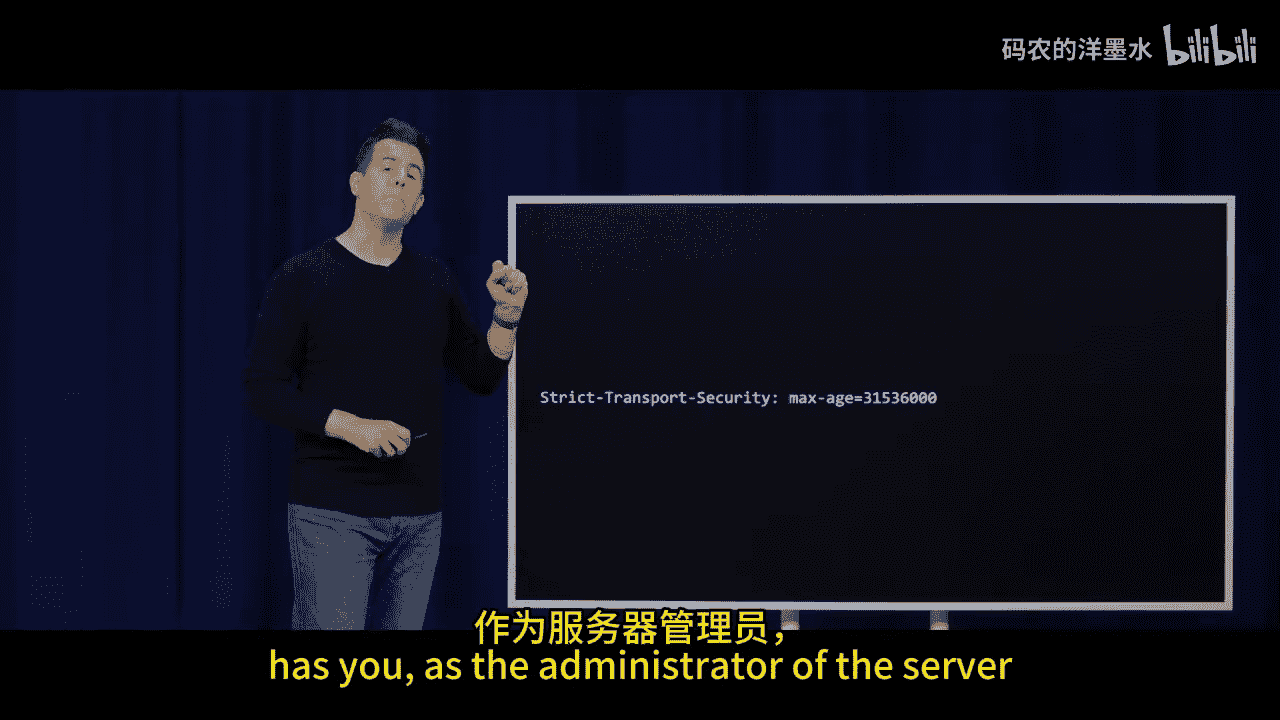 码农的洋墨水 bilibili
Strict-Transport-Security: max-age=31536000
作为服务器管理员，
has you, as the administrator of the server